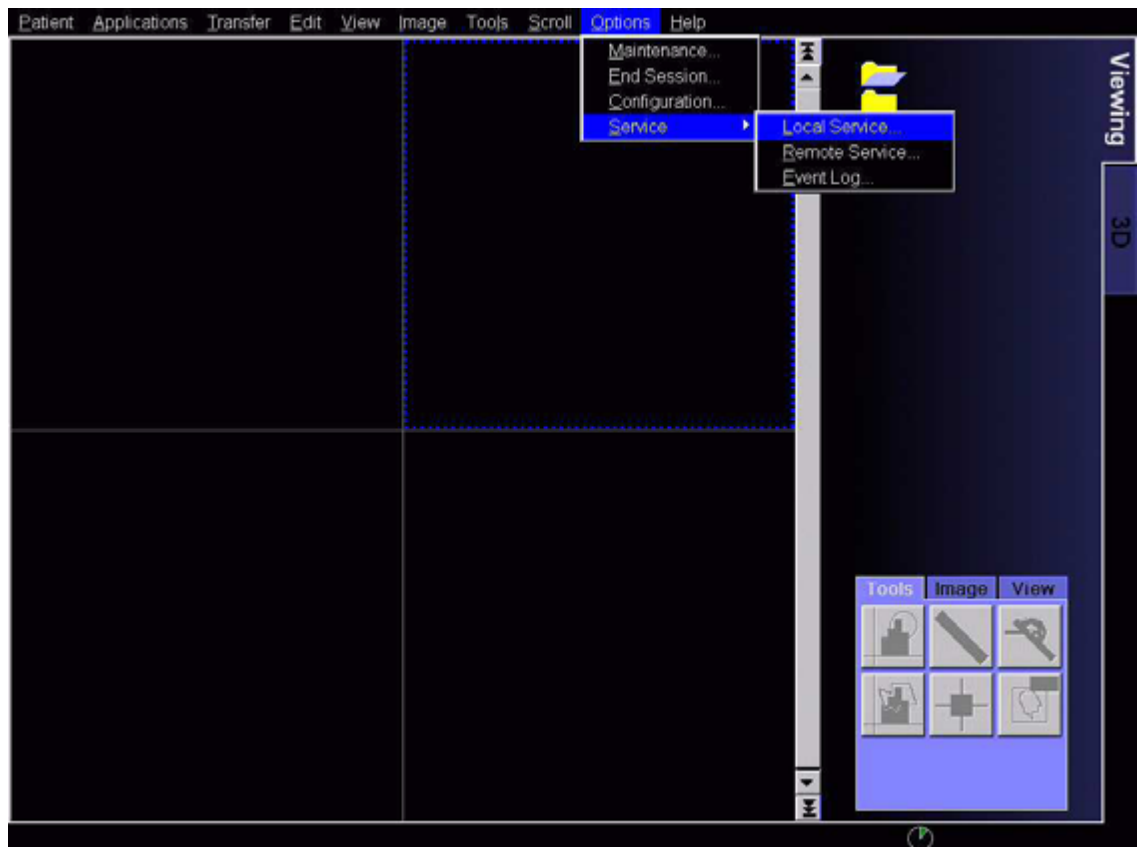 Patient Applications Transfer Edit View Image Tools Scroll Options Help
Maintenance...
End Session...
Configuration...
Service
Local Service...
Remote Service...
Event Log...
Viewing
3D
Tools Image View